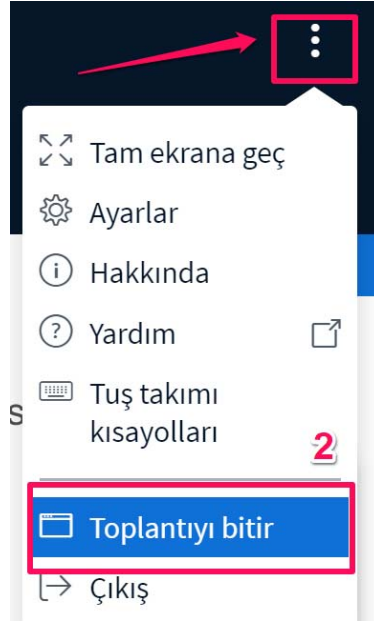 Tam ekrana geç
Ayarlar
Hakkında
Yardım
Tuş takımı
kısayolları
2
Toplantıyı bitir
Çıkış